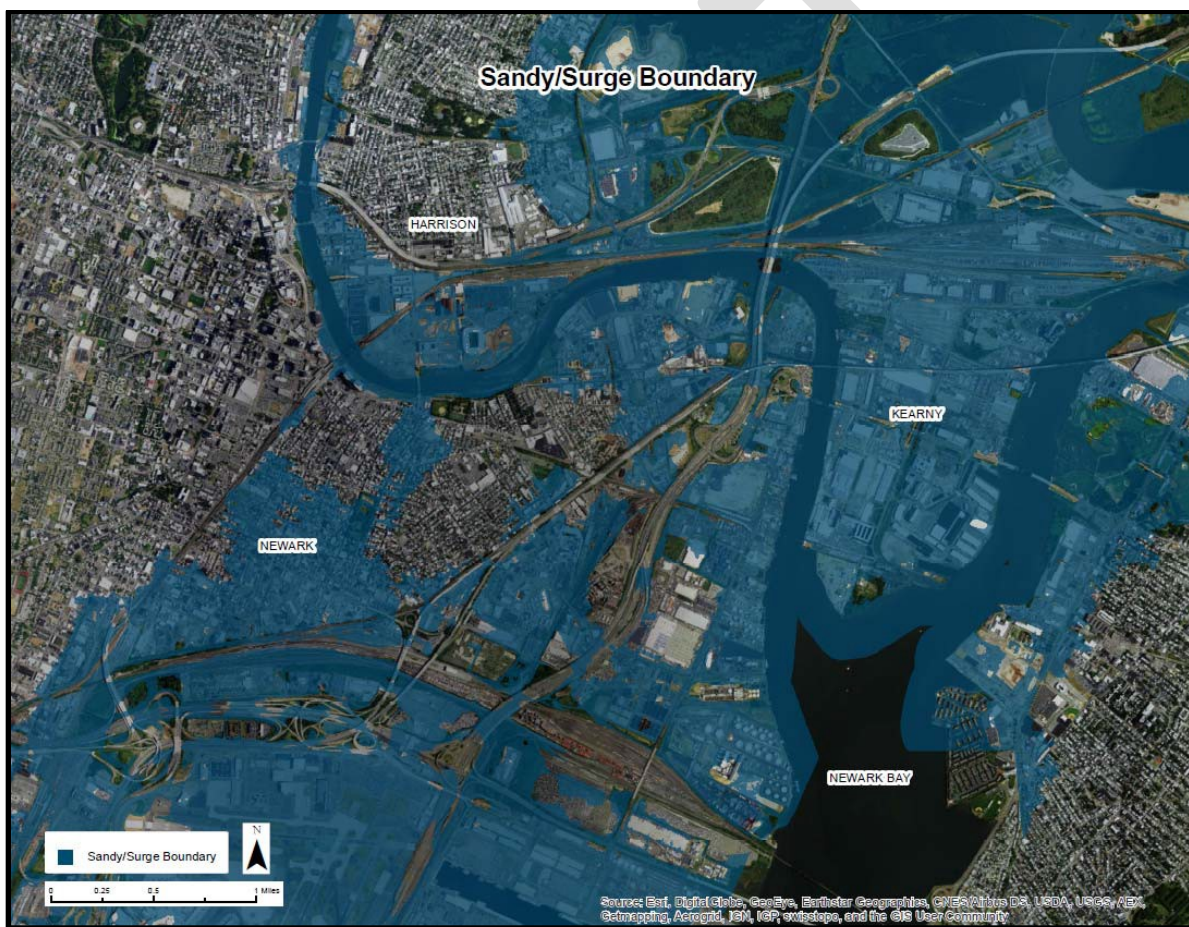 Sandy/Surge Boundary
HARRISON
KEARNY
NEWARK
NEWARK BAY
N
Sandy/Surge Boundary
0 0.25 0.5 1 Miles
Source: Esri, DigitalGlobe, GeoEye, Earthstar Geographics, CNES/Airbus DS, USDA, USGS, AEX,
Getmapping, Aerogrid, IGN, IGP, swisstopo, and the GIS User Community